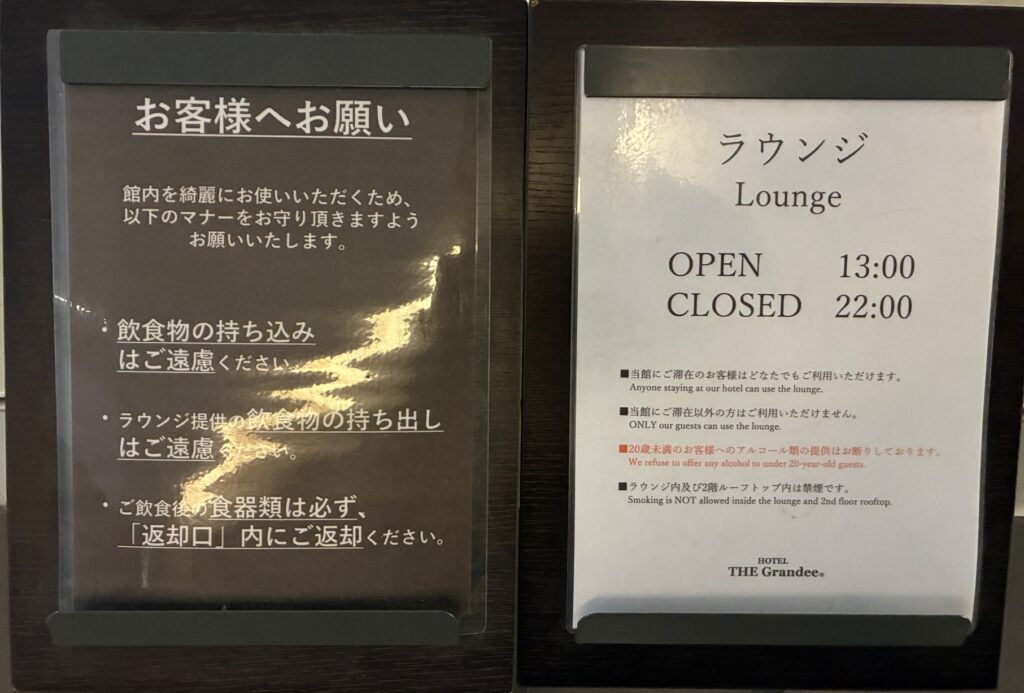 お客様へお願い
館内を綺麗にお使いいただくため、
以下のマナーをお守り頂きますよう
お願いいたします。
・飲食物の持ち込み
はご遠慮ください。
・ラウンジ提供の飲食物の持ち出し
はご遠慮ください。
・ご飲食後の食器類は必ず、
「返却口」内にご返却ください。
ラウンジ
Lounge
OPEN 13:00
CLOSED 22:00
■当館にご滞在のお客様はどなたでもご利用いただけます。
Anyone staying at our hotel can use the lounge.
■当館にご滞在以外の方はご利用いただけません。
ONLY our guests can use the lounge.
■20歳未満のお客様へのアルコール類の提供はお断りしております。
We refuse to offer any alcohol to under 20-year-old guests.
■ラウンジ内及び2階ルーフトップ内は禁煙です。
Smoking is NOT allowed inside the lounge and 2nd floor rooftop.
HOTEL
THE Grandee.